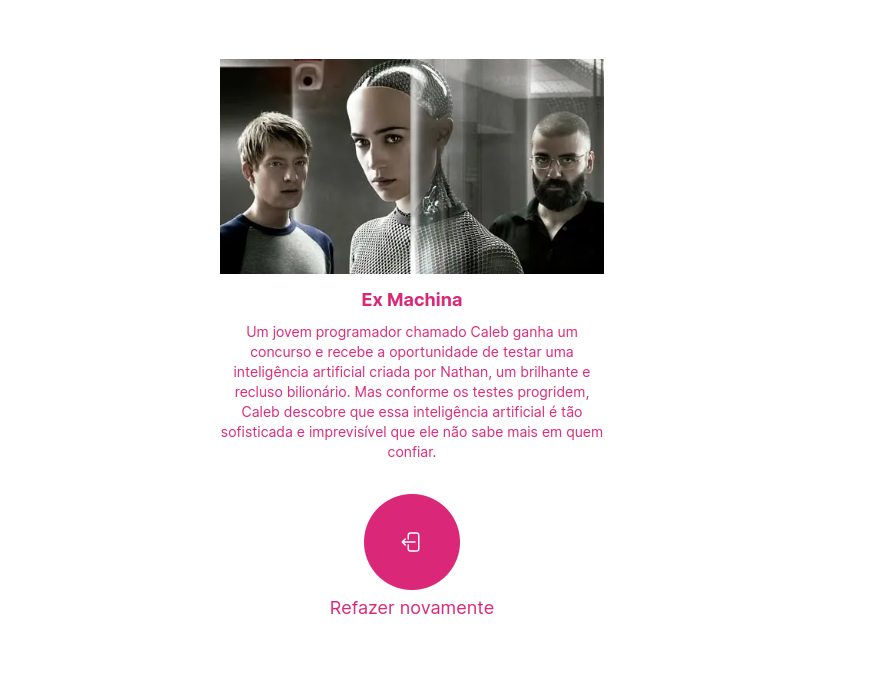 Ex Machina
Um jovem programador chamado Caleb ganha um
concurso e recebe a oportunidade de testar uma
inteligência artificial criada por Nathan, um brilhante e
recluso bilionário. Mas conforme os testes progridem,
Caleb descobre que essa inteligência artificial é tão
sofisticada e imprevisível que ele não sabe mais em quem
confiar.
Refazer novamente